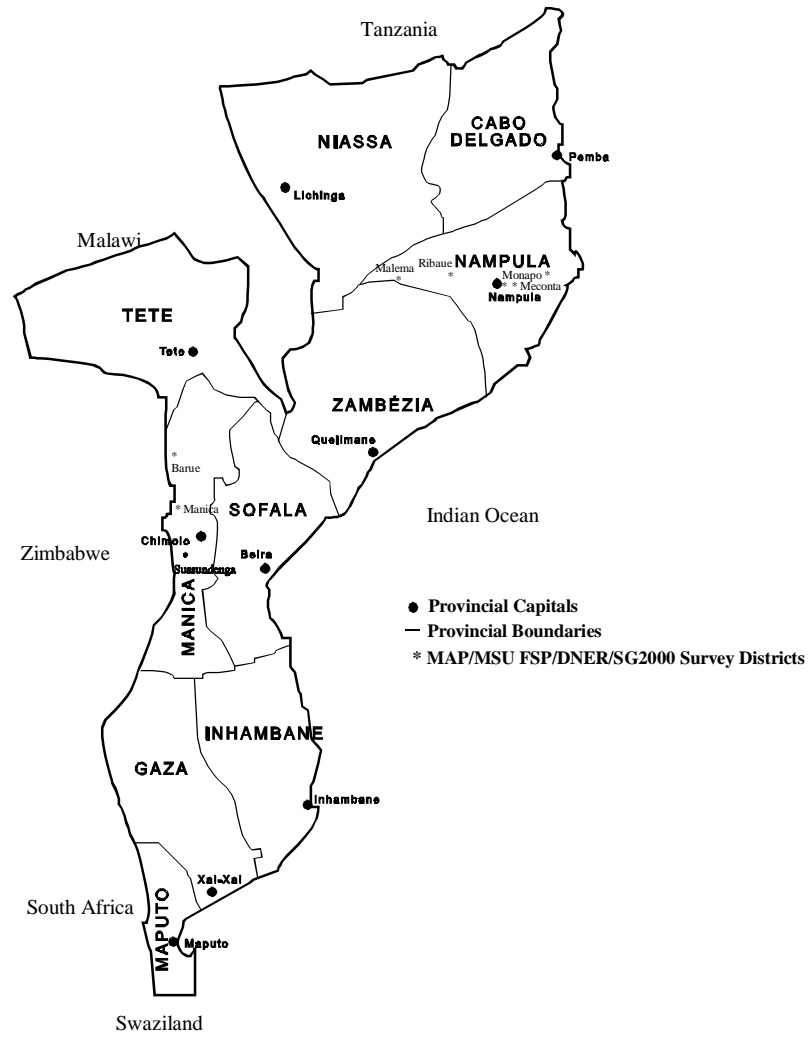 Tanzania
CABO
DELGADO
NIASSA
Pemba
Lichinga
Malawi
NAMPULA
Ribaue
Malema
Monapo *
* *
* * Meconta
Nampula
TETE
Tete
ZAMBÉZIA
Quelimane
*
Barue
* Manica
SOFALA
Indian Ocean
Chimoio
Zimbabwe
Beira
Sussundenga
MANICA
● Provincial Capitals
— Provincial Boundaries
* MAP/MSU FSP/DNER/SG2000 Survey Districts
INHAMBANE
GAZA
Inhambane
Xai-Xai
South Africa
MAPUTO
Maputo
Swaziland